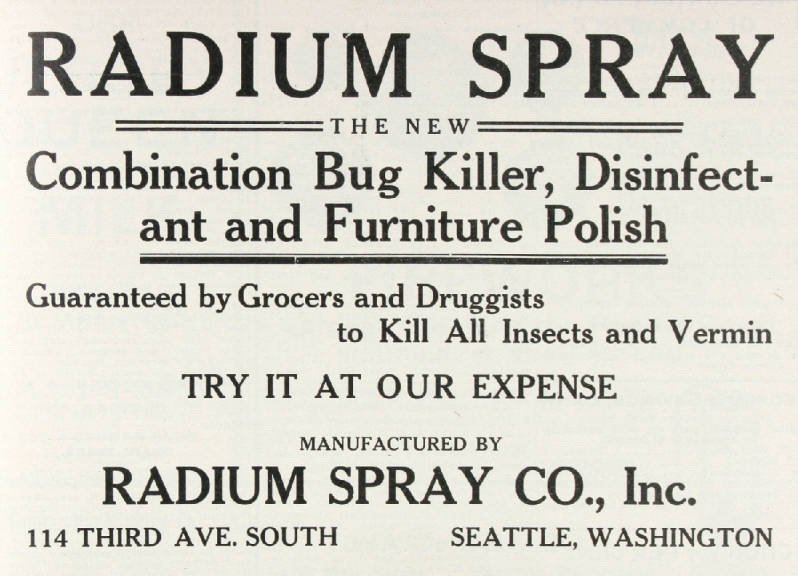 RADIUM SPRAY
THE NEW
Combination Bug Killer, Disinfect-
ant and Furniture Polish
Guaranteed by Grocers and Druggists
to Kill All Insects and Vermin
TRY IT AT OUR EXPENSE
MANUFACTURED BY
RADIUM SPRAY CO., Inc.
114 THIRD AVE. SOUTH SEATTLE, WASHINGTON